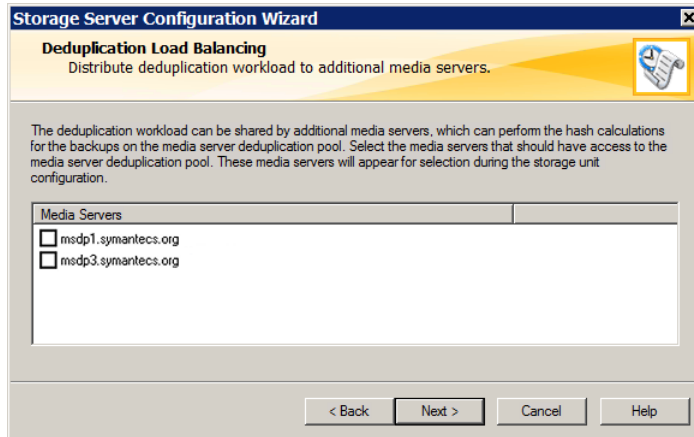 Storage Server Configuration Wizard
Deduplication Load Balancing
Distribute deduplication workload to additional media servers.
The deduplication workload can be shared by additional media servers, which can perform the hash calculations
for the backups on the media server deduplication pool. Select the media servers that should have access to the
media server deduplication pool. These media servers will appear for selection during the storage unit
configuration.
Media Servers
msdp1.symantecs.org
msdp3.symantecs.org
< Back Next > Cancel Help